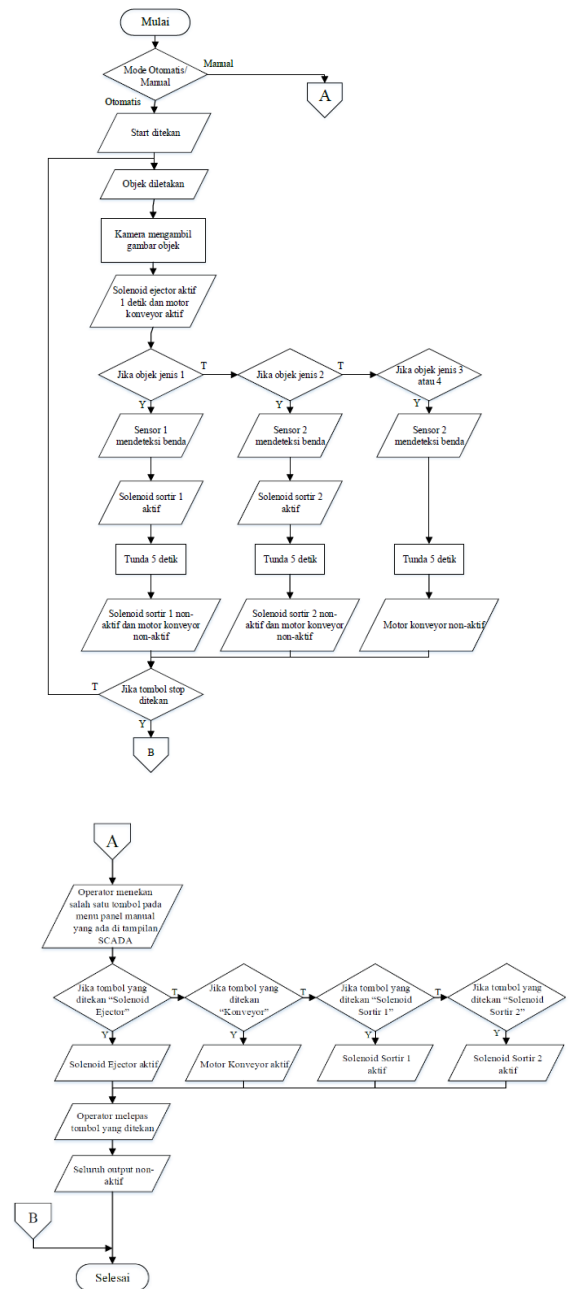 Mulai
Mode Otomatis/
Manual
Manual
A
Otomatis
Start ditekan
Objek diletakan
Kamera mengambil
gambar objek
Solenoid ejector aktif
1 detik dan motor
konveyor aktif
Jika objek jenis 1
T
Jika objek jenis 2
T
Jika objek jenis 3
atau 4
Y
Y
Y
Sensor 1
mendeteksi benda
Sensor 2
mendeteksi benda
Sensor 2
mendeteksi benda
Solenoid sortir 1
aktif
Solenoid sortir 2
aktif
Tunda 5 detik
Tunda 5 detik
Tunda 5 detik
Solenoid sortir 1 non-
aktif dan motor konveyor
non-aktif
Solenoid sortir 2 non-
aktif dan motor konveyor
non-aktif
Motor konveyor non-aktif
T
Jika tombol stop
ditekan
Y
B
A
Operator menekan
salah satu tombol pada
menu panel manual
yang ada di tampilan
SCADA
Jika tombol yang
ditekan “Solenoid
Ejector”
T
Jika tombol yang
ditekan
“Konveyor”
T
Jika tombol yang
ditekan “Solenoid
Sortir 1”
T
Jika tombol yang
ditekan “Solenoid
Sortir 2”
Y
Y
Y
Y
Solenoid Ejector aktif
Motor Konveyor aktif
Solenoid Sortir 1
aktif
Solenoid Sortir 2
aktif
Operator melepas
tombol yang ditekan
Seluruh output non-
aktif
B
Selesai